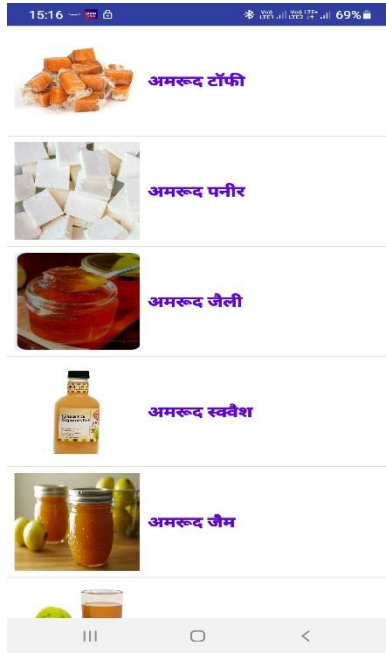 15:16
69%
अमरूद टॉफी
अमरूद पनीर
अमरूद जैली
अमरूद स्क्वैश
अमरूद जैम